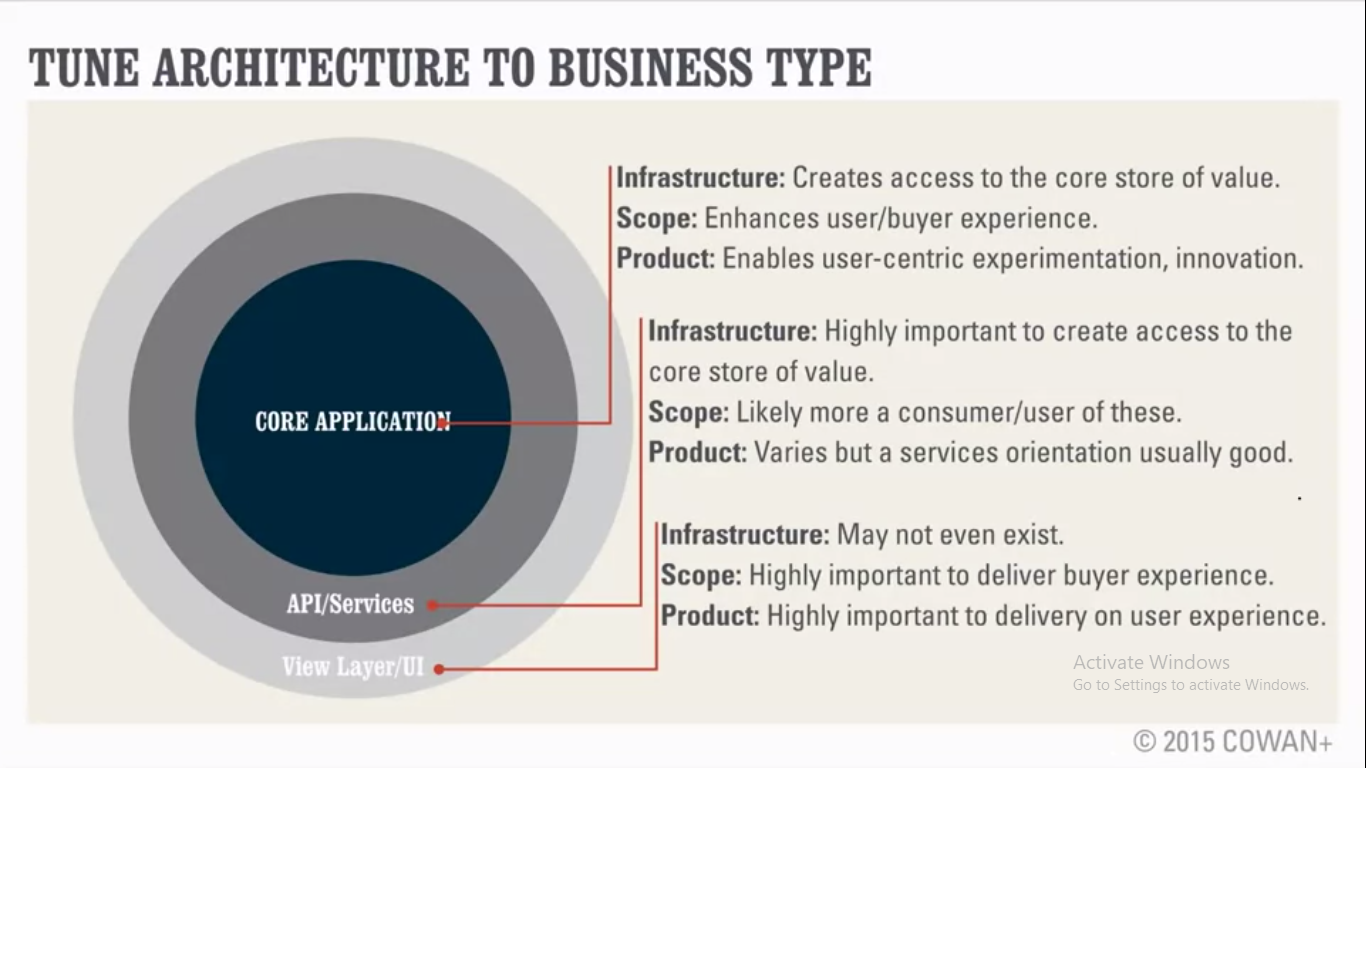 TUNE ARCHITECTURE TO BUSINESS TYPE
Infrastructure: Creates access to the core store of value.
Scope: Enhances user/buyer experience.
Product: Enables user-centric experimentation, innovation.
Infrastructure: Highly important to create access to the
core store of value.
Scope: Likely more a consumer/user of these.
Product: Varies but a services orientation usually good.
Infrastructure: May not even exist.
Scope: Highly important to deliver buyer experience.
Product: Highly important to delivery on user experience.
CORE APPLICATION
API/Services
View Layer/UI
Activate Windows
Go to Settings to activate Windows.
© 2015 COWAN+